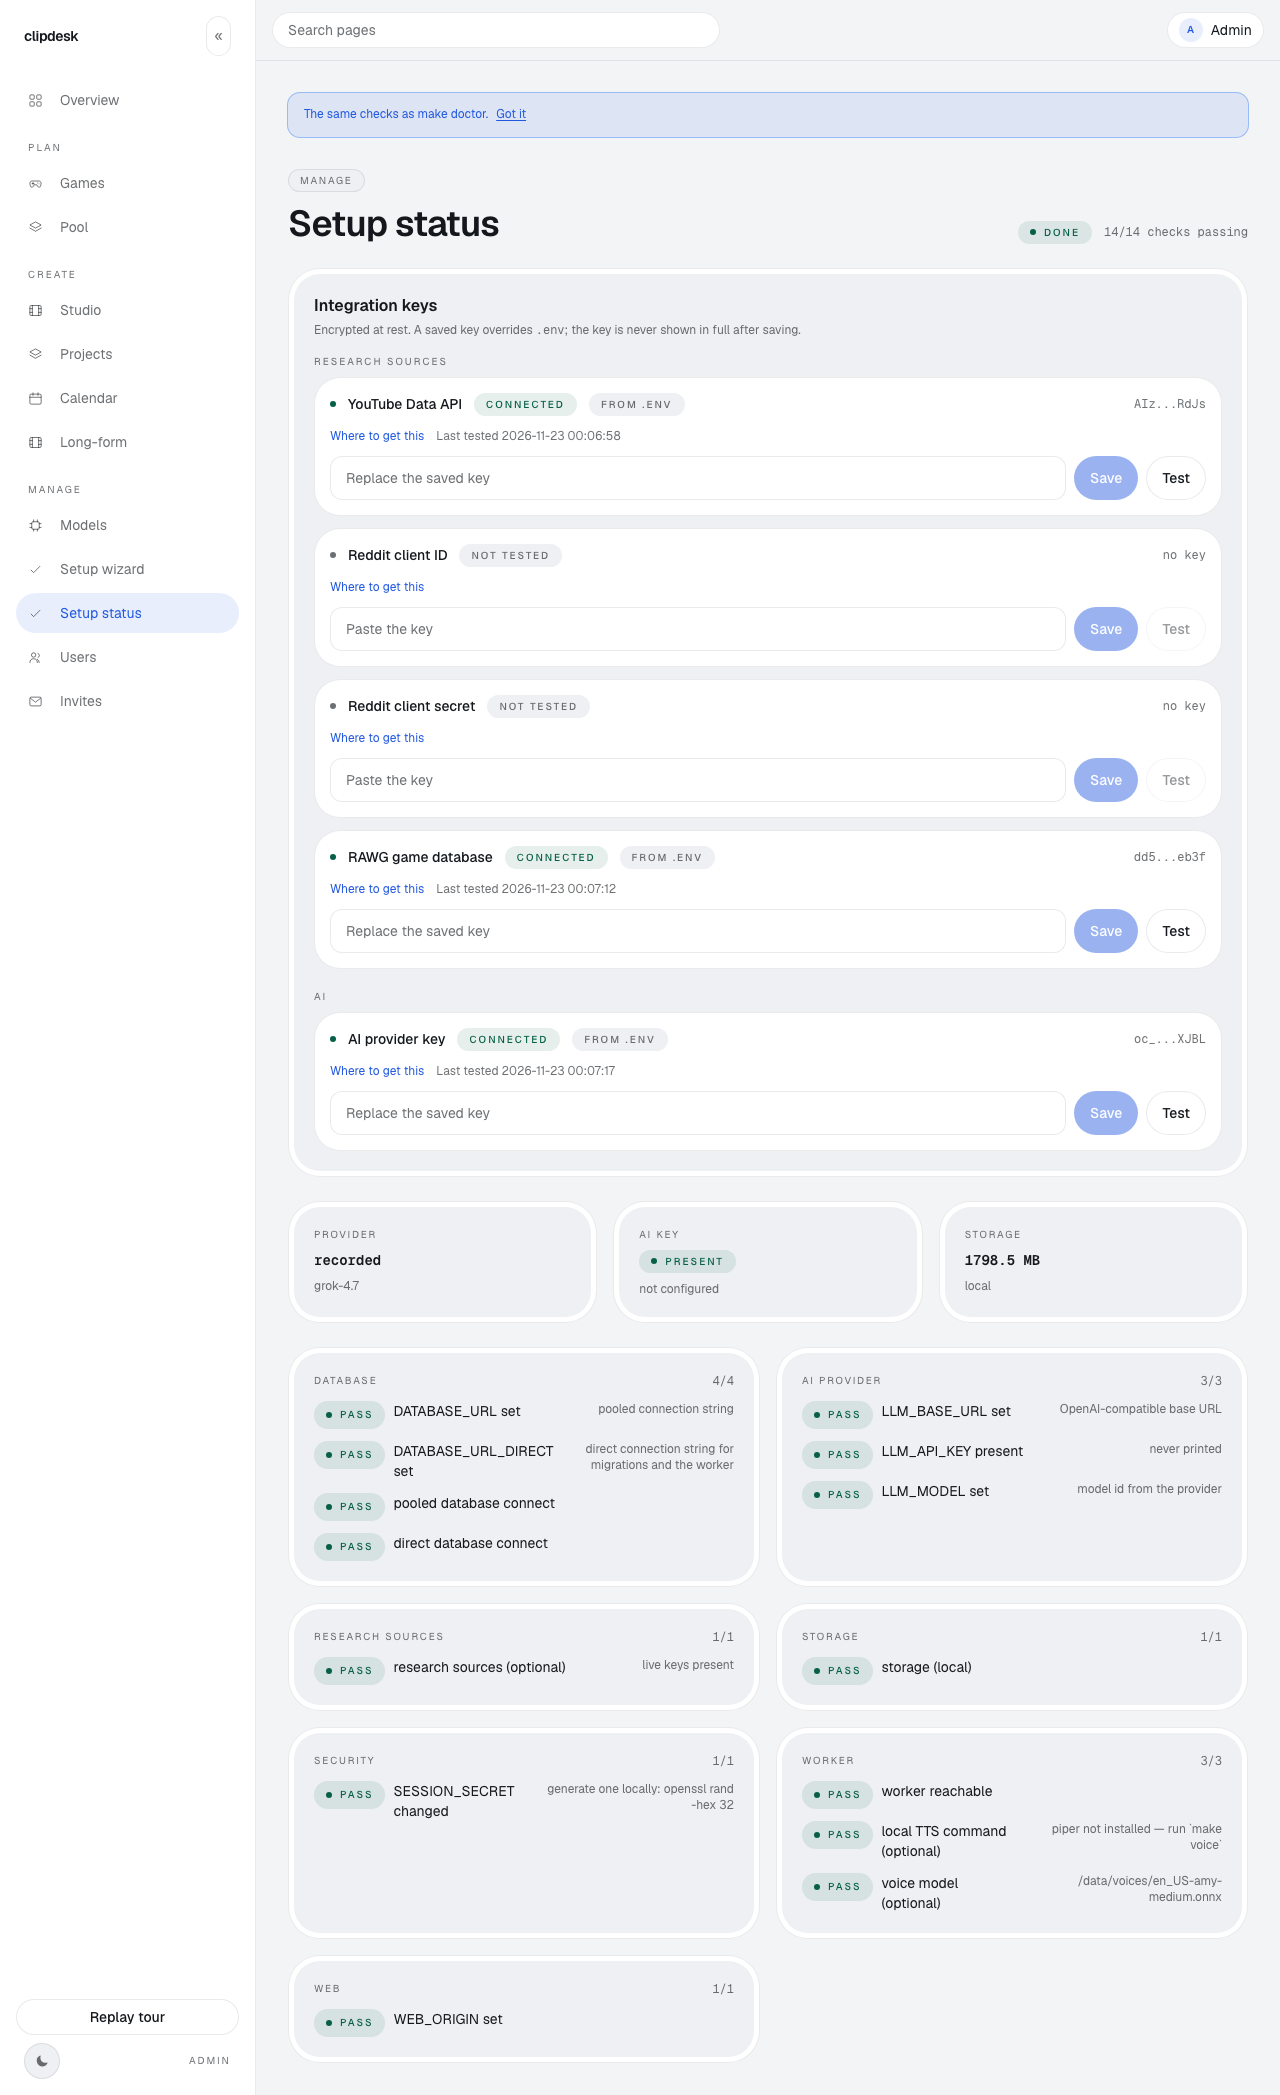 clipdesk
«
Search pages
A Admin
Overview
PLAN
Games
Pool
CREATE
Studio
Projects
Calendar
Long-form
MANAGE
Models
Setup wizard
Setup status
Users
Invites
Replay tour
ADMIN
The same checks as make doctor. Got it
MANAGE
Setup status
DONE 14/14 checks passing
Integration keys
Encrypted at rest. A saved key overrides .env; the key is never shown in full after saving.
RESEARCH SOURCES
YouTube Data API CONNECTED FROM .ENV AIz...RdJs
Where to get this Last tested 2026-11-23 00:06:58
Replace the saved key Save Test
Reddit client ID NOT TESTED no key
Where to get this
Paste the key Save Test
Reddit client secret NOT TESTED no key
Where to get this
Paste the key Save Test
RAWG game database CONNECTED FROM .ENV dd5...eb3f
Where to get this Last tested 2026-11-23 00:07:12
Replace the saved key Save Test
AI
AI provider key CONNECTED FROM .ENV oc_...XJBL
Where to get this Last tested 2026-11-23 00:07:17
Replace the saved key Save Test
PROVIDER
recorded
grok-4.7
AI KEY
PRESENT
not configured
STORAGE
1798.5 MB
local
DATABASE 4/4
PASS DATABASE_URL set pooled connection string
PASS DATABASE_URL_DIRECT direct connection string for
set migrations and the worker
PASS pooled database connect
PASS direct database connect
AI PROVIDER 3/3
PASS LLM_BASE_URL set OpenAI-compatible base URL
PASS LLM_API_KEY present never printed
PASS LLM_MODEL set model id from the provider
RESEARCH SOURCES 1/1
PASS research sources (optional) live keys present
STORAGE 1/1
PASS storage (local)
SECURITY 1/1
PASS SESSION_SECRET generate one locally: openssl rand
changed -hex 32
WORKER 3/3
PASS worker reachable
PASS local TTS command piper not installed — run `make
(optional) voice`
PASS voice model /data/voices/en_US-amy-
(optional) medium.onnx
WEB 1/1
PASS WEB_ORIGIN set